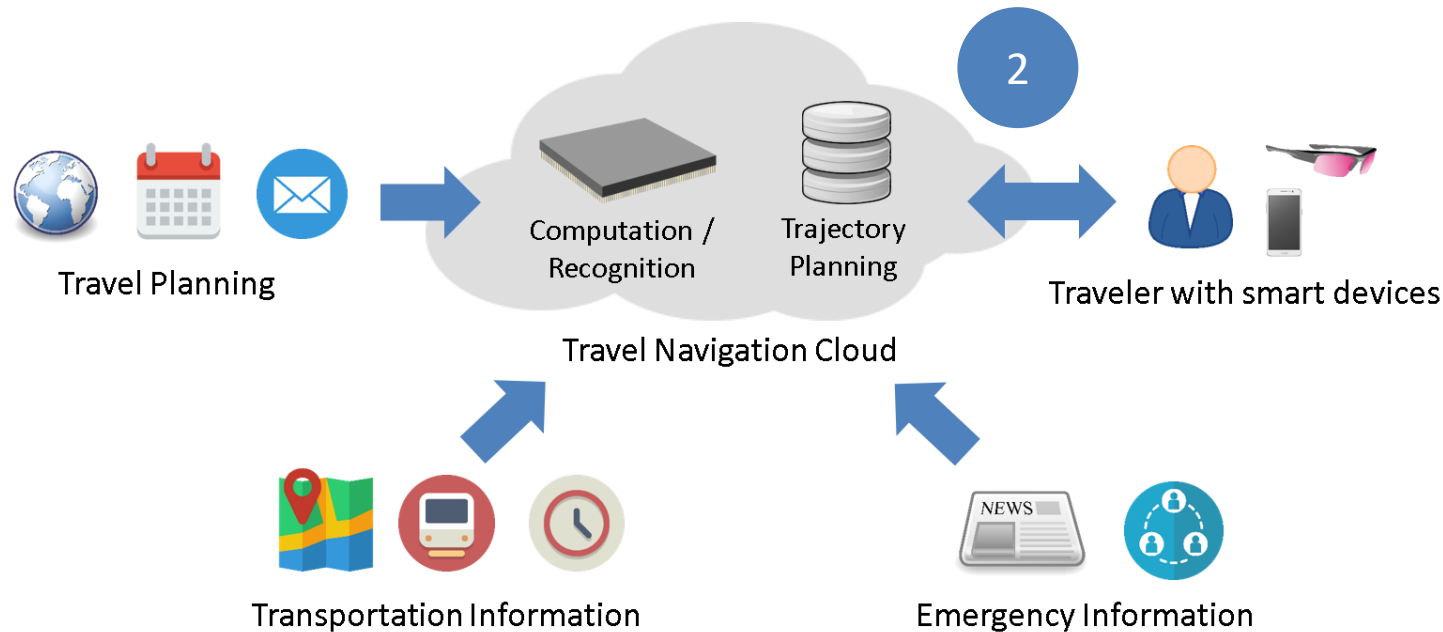 2
Computation /
Recognition
Trajectory
Planning
Travel Planning
Traveler with smart devices
Travel Navigation Cloud
NEWS
Transportation Information
Emergency Information